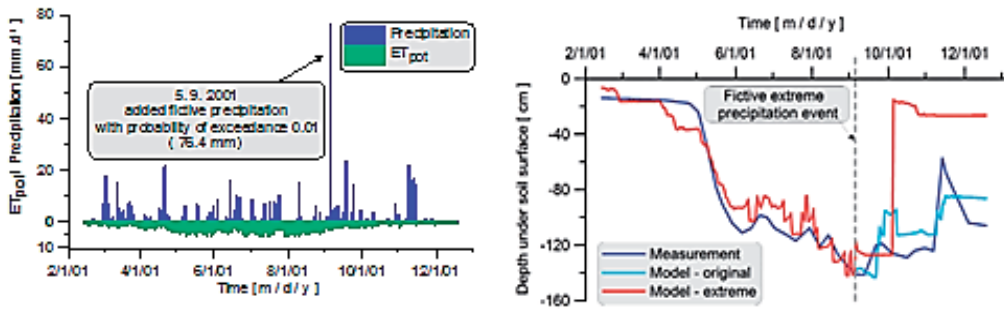 80
60
40
20
0
10
ETpot Precipitation [mm.d⁻¹]
Precipitation
ETpot
5. 9. 2001
added fictive precipitation
with probability of exceedance 0.01
( 76.4 mm)
2/1/01 4/1/01 6/1/01 8/1/01 10/1/01 12/1/01
Time [ m / d / y ]
Time [ m / d / y ]
2/1/01 4/1/01 6/1/01 8/1/01 10/1/01 12/1/01
0
-40
-80
-120
-160
Depth under soil surface [ cm ]
Fictive extreme
precipitation event
Measurement
Model - original
Model - extreme